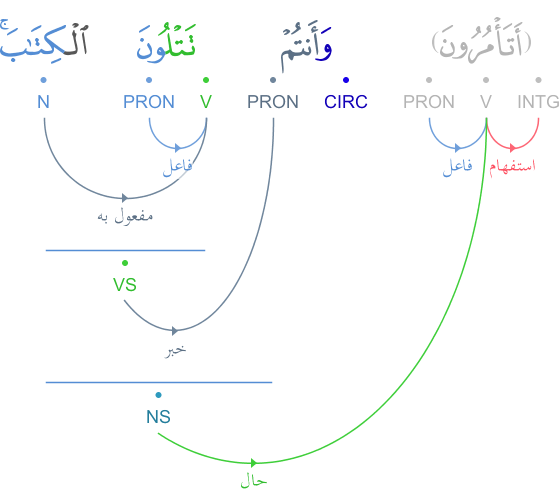 (أَتَأْمُرُونَ) وَأَنتُمْ تَتْلُونَ ٱلْكِتَٰبَ ۚ
INTG V PRON CIRC PRON V PRON N
استفهام فاعل فاعل
مفعول به
VS
خبر
NS
حال